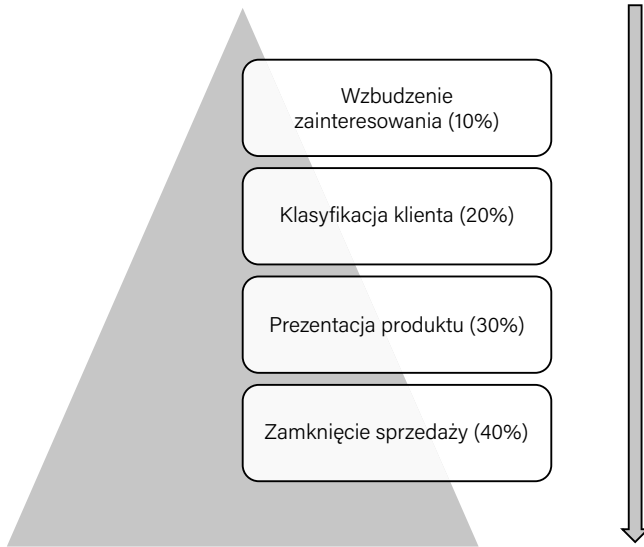 Wzbudzenie
zainteresowania (10%)
Klasyfikacja klienta (20%)
Prezentacja produktu (30%)
Zamknięcie sprzedaży (40%)